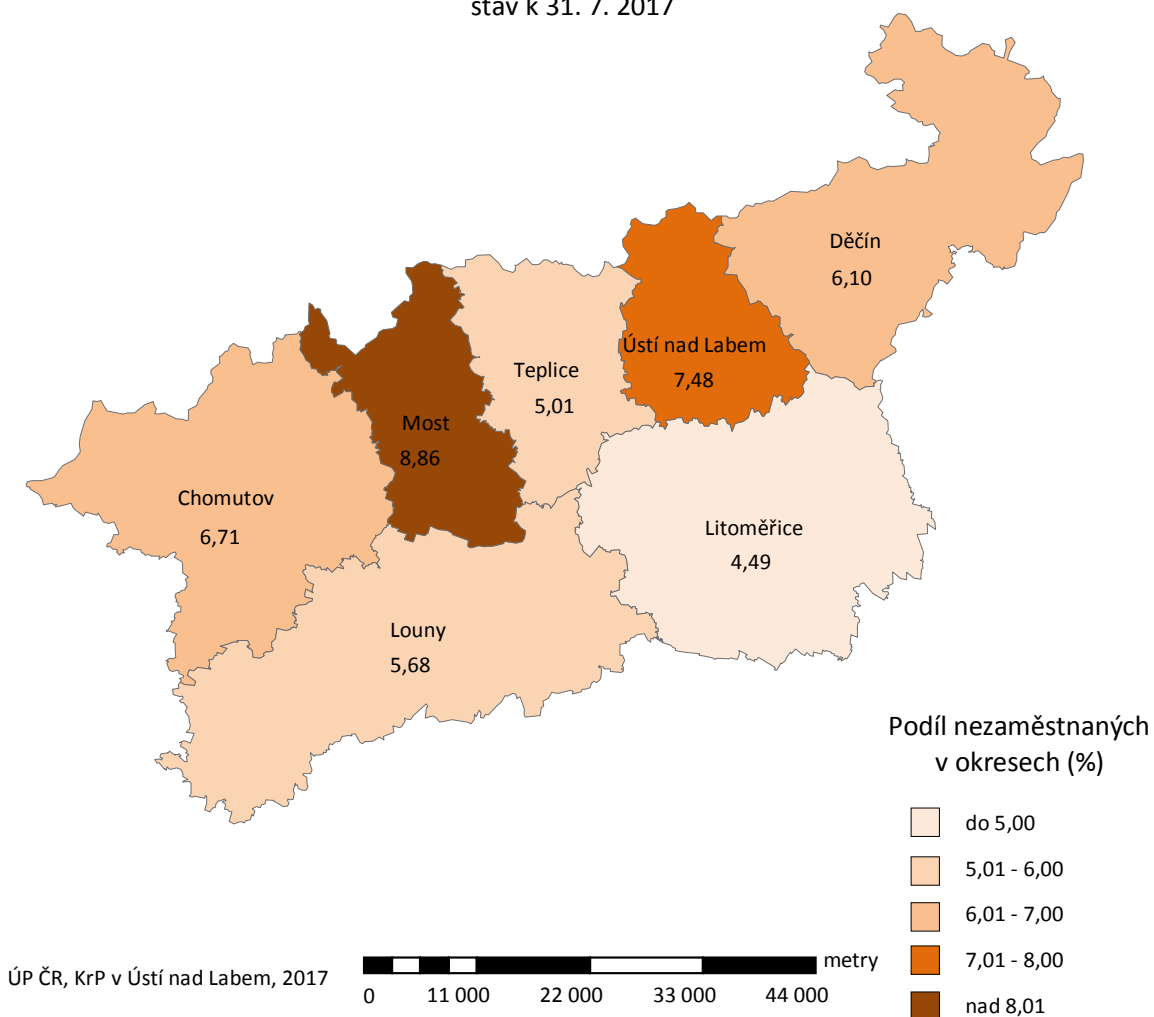 stav k 31. 7. 2017
Děčín
6,10
Ústí nad Labem
7,48
Teplice
5,01
Most
8,86
Chomutov
6,71
Litoměřice
4,49
Louny
5,68
Podíl nezaměstnaných
v okresech (%)
do 5,00
5,01 - 6,00
6,01 - 7,00
7,01 - 8,00
nad 8,01
ÚP ČR, KrP v Ústí nad Labem, 2017
metry
0 11 000 22 000 33 000 44 000